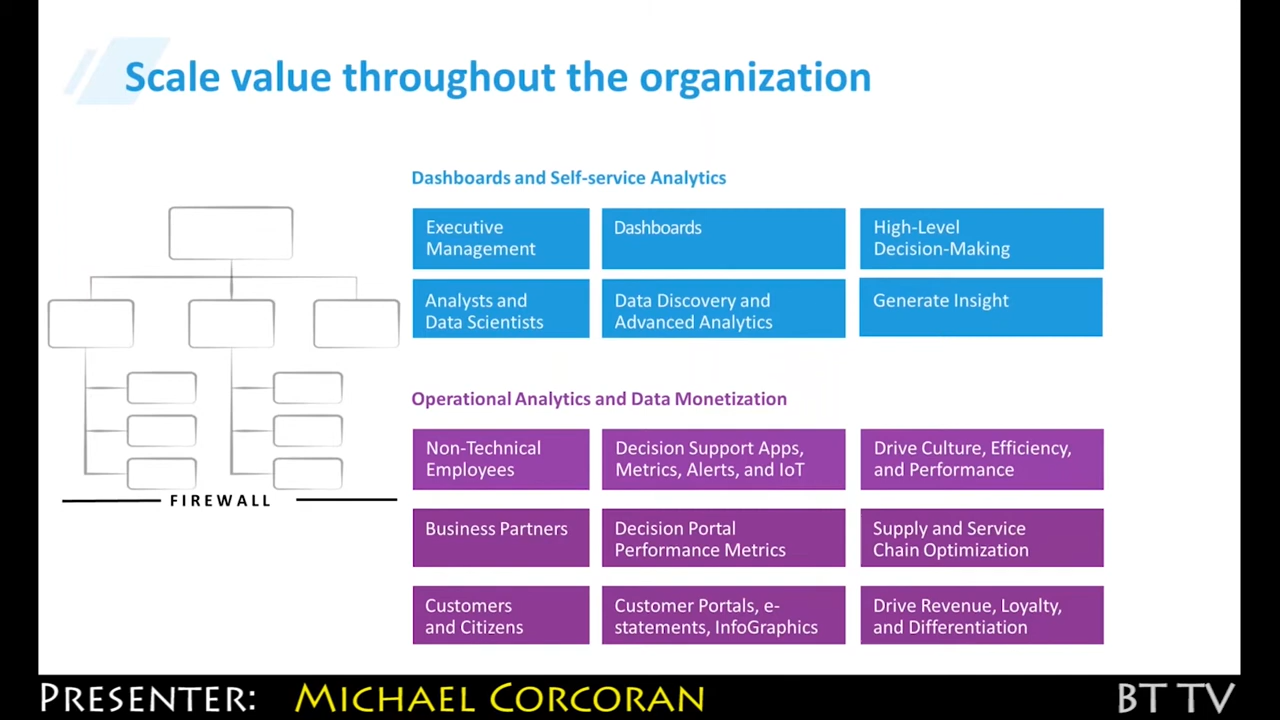 Scale value throughout the organization
Dashboards and Self-service Analytics
Executive
Management
Dashboards
High-Level
Decision-Making
Analysts and
Data Scientists
Data Discovery and
Advanced Analytics
Generate Insight
Operational Analytics and Data Monetization
Non-Technical
Employees
Decision Support Apps,
Metrics, Alerts, and IoT
Drive Culture, Efficiency,
and Performance
FIREWALL
Business Partners
Decision Portal
Performance Metrics
Supply and Service
Chain Optimization
Customers
and Citizens
Customer Portals, e-
statements, InfoGraphics
Drive Revenue, Loyalty,
and Differentiation
PRESENTER: MICHAEL CORCORAN
BT TV